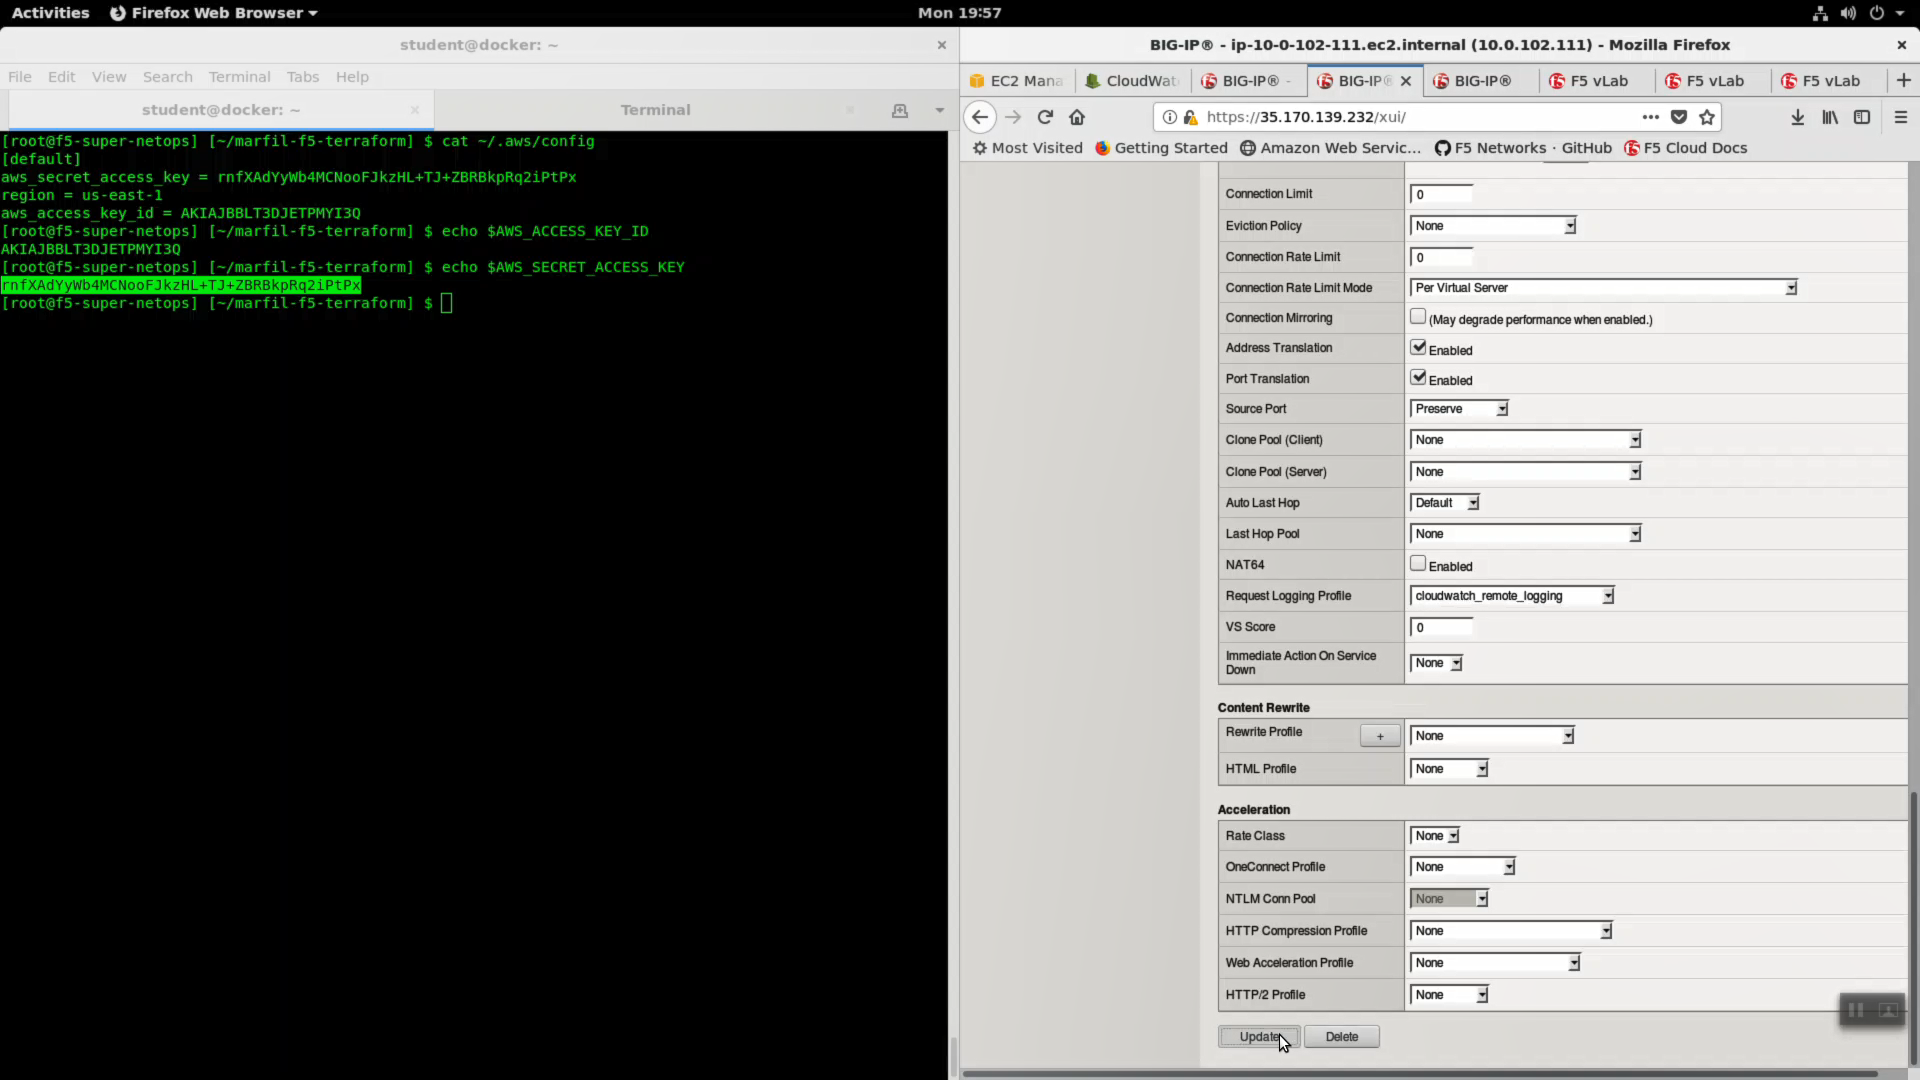 Activities Firefox Web Browser Mon 19:57
student@docker: ~
File Edit View Search Terminal Tabs Help
student@docker: ~ Terminal
[root@f5-super-netops] [~/marfil-f5-terraform] $ cat ~/.aws/config
[default]
aws_secret_access_key = rnfXAdYyWb4MCNooFJkzHL+TJ+ZBRBkpRq2iPtPx
region = us-east-1
aws_access_key_id = AKIAJBBLT3DJETPMYI3Q
[root@f5-super-netops] [~/marfil-f5-terraform] $ echo $AWS_ACCESS_KEY_ID
AKIAJBBLT3DJETPMYI3Q
[root@f5-super-netops] [~/marfil-f5-terraform] $ echo $AWS_SECRET_ACCESS_KEY
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
[root@f5-super-netops] [~/marfil-f5-terraform] $
BIG-IP® - ip-10-0-102-111.ec2.internal (10.0.102.111) - Mozilla Firefox
EC2 Mana CloudWat BIG-IP® - BIG-IP® BIG-IP® F5 vLab F5 vLab F5 vLab
https://35.170.139.232/xui/
Most Visited Getting Started Amazon Web Servic... F5 Networks · GitHub F5 Cloud Docs
Connection Limit 0
Eviction Policy None
Connection Rate Limit 0
Connection Rate Limit Mode Per Virtual Server
Connection Mirroring (May degrade performance when enabled.)
Address Translation Enabled
Port Translation Enabled
Source Port Preserve
Clone Pool (Client) None
Clone Pool (Server) None
Auto Last Hop Default
Last Hop Pool None
NAT64 Enabled
Request Logging Profile cloudwatch_remote_logging
VS Score 0
Immediate Action On Service
Down None
Content Rewrite
Rewrite Profile + None
HTML Profile None
Acceleration
Rate Class None
OneConnect Profile None
NTLM Conn Pool None
HTTP Compression Profile None
Web Acceleration Profile None
HTTP/2 Profile None
Update Delete